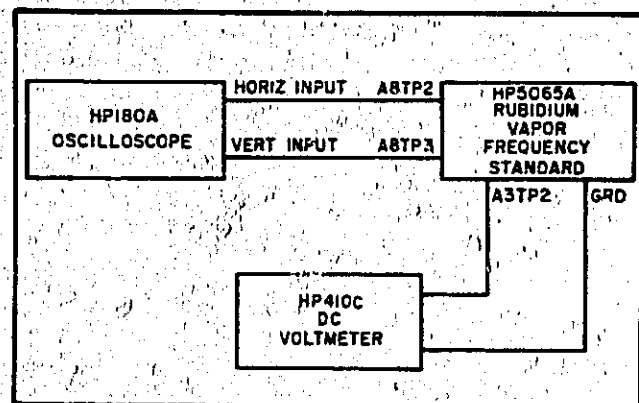 HP180A
OSCILLOSCOPE
HORIZ INPUT A8TP2
VERT INPUT A8TP3
HP5065A
RUBIDIUM
VAPOR
FREQUENCY
STANDARD
A3TP2 GRD
HP410C
DC
VOLTMETER